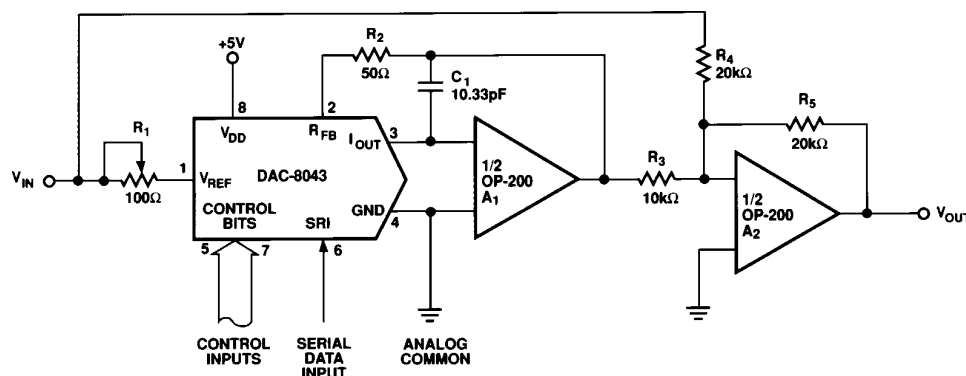 +5V
R2
50Ω
C1
10.33pF
R4
20kΩ
R5
20kΩ
8
2
VDD
RFB
3
IOUT
R1
100Ω
VIN
1
VREF
DAC-8043
CONTROL
BITS
SRI
GND
4
5
7
6
1/2
OP-200
A1
R3
10kΩ
1/2
OP-200
A2
VOUT
CONTROL
INPUTS
SERIAL
DATA
INPUT
ANALOG
COMMON